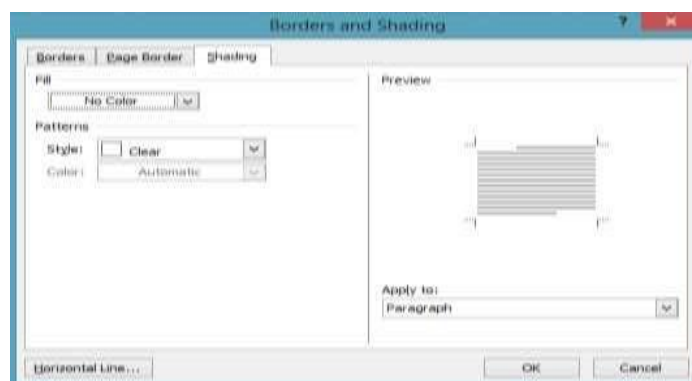 Borders and Shading
?
Borders
Page Border
Shading
Fill
No Color
Patterns
Style:
Clear
Color:
Automatic
Preview
Apply to:
Paragraph
Horizontal Line...
OK
Cancel